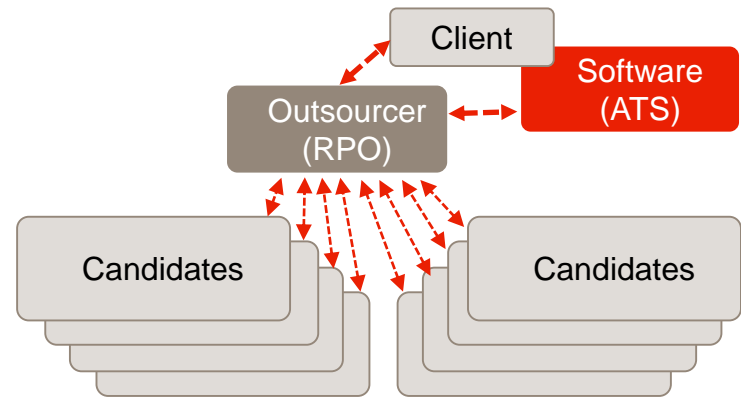 Client
Software
(ATS)
Outsourcer
(RPO)
Candidates
Candidates